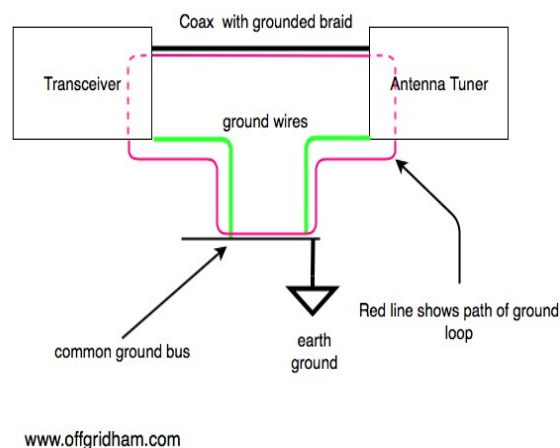 Coax with grounded braid
Transceiver
Antenna Tuner
ground wires
Red line shows path of ground
loop
common ground bus
earth
ground
www.offgridham.com